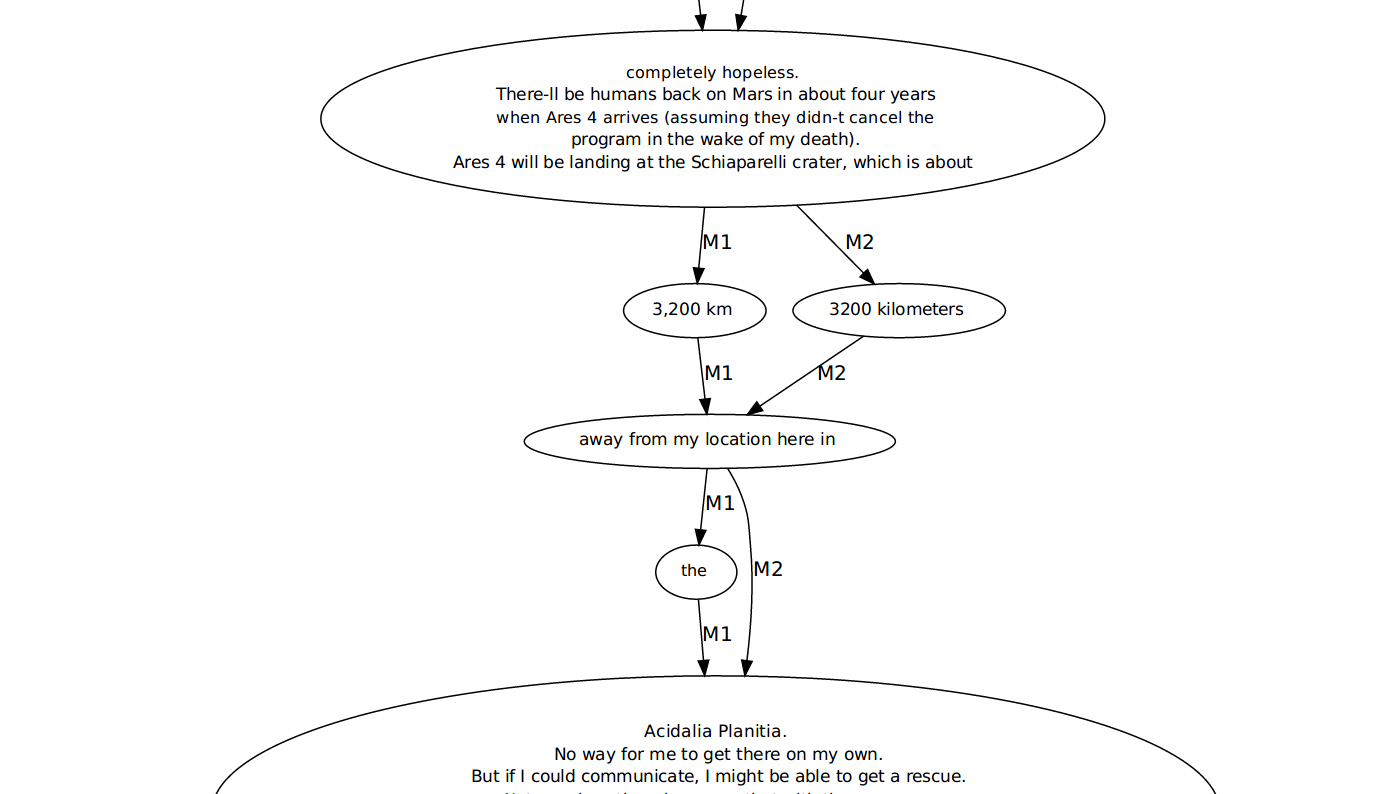 completely hopeless.
There-ll be humans back on Mars in about four years
when Ares 4 arrives (assuming they didn-t cancel the
program in the wake of my death).
Ares 4 will be landing at the Schiaparelli crater, which is about
M1
M2
3,200 km
3200 kilometers
M1
M2
away from my location here in
M1
the
M2
M1
Acidalia Planitia.
No way for me to get there on my own.
But if I could communicate, I might be able to get a rescue.